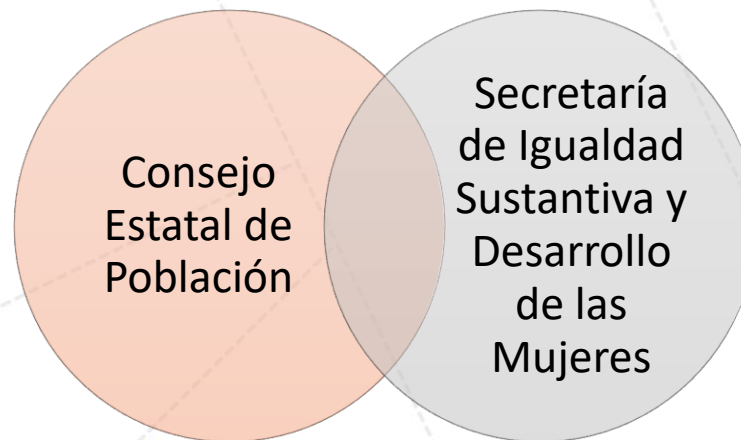 Consejo
Estatal de
Población
Secretaría
de Igualdad
Sustantiva y
Desarrollo
de las
Mujeres